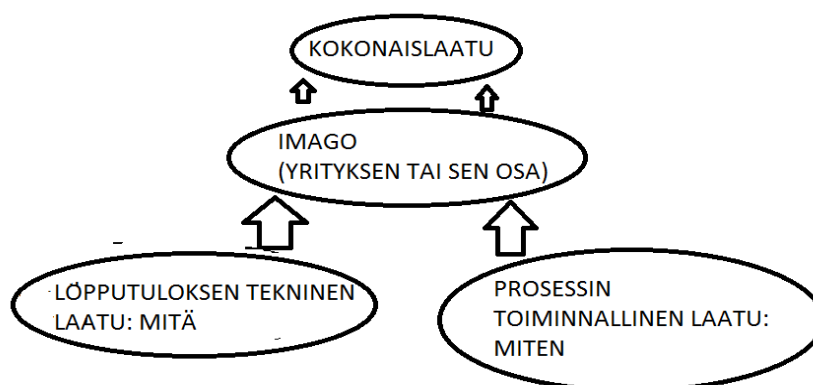 KOKONAISLAATU
IMAGO
(YRITYKSEN TAI SEN OSA)
LOPPUTULOKSEN TEKNINEN
LAATU: MITÄ
PROSESSIN
TOIMINNALLINEN LAATU:
MITEN